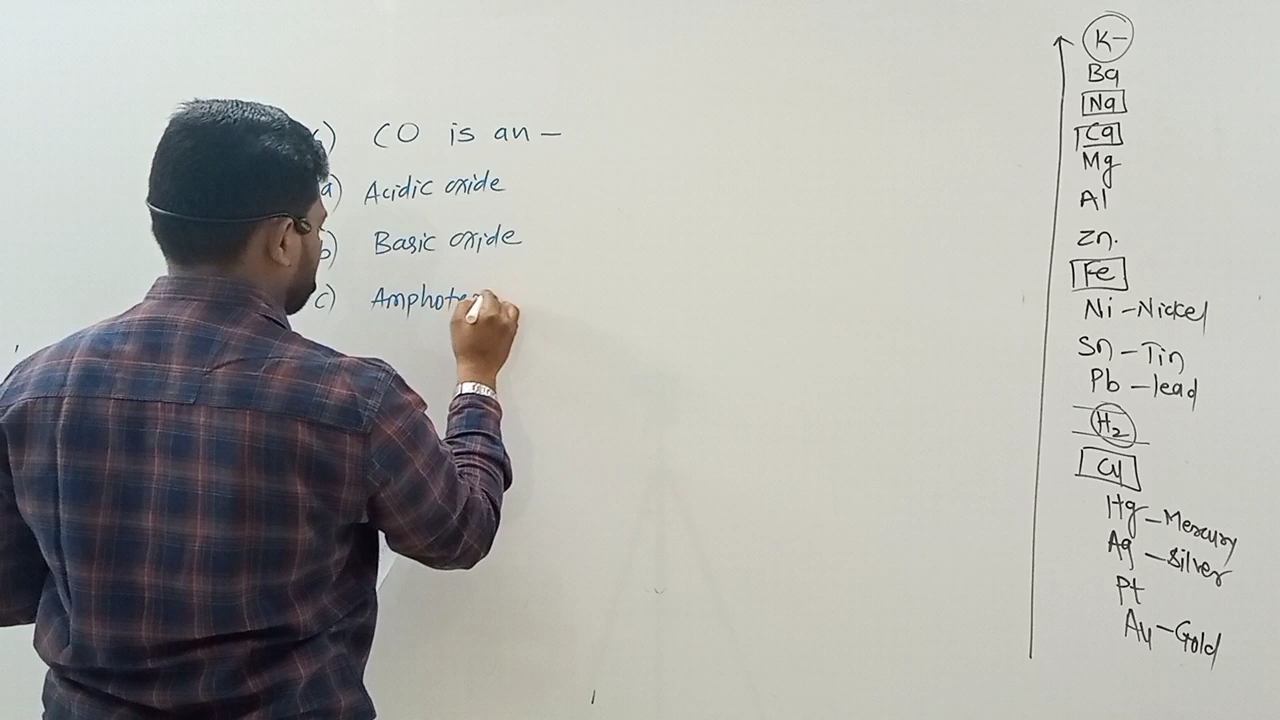 ) CO is an –
a) Acidic oxide
b) Basic oxide
c) Amphote
K–
Ba
Na
Ca
Mg
Al
Zn.
Fe
Ni – Nickel
Sn – Tin
Pb – lead
H₂
Cu
Hg – Mercury
Ag – Silver
Pt
Au – Gold